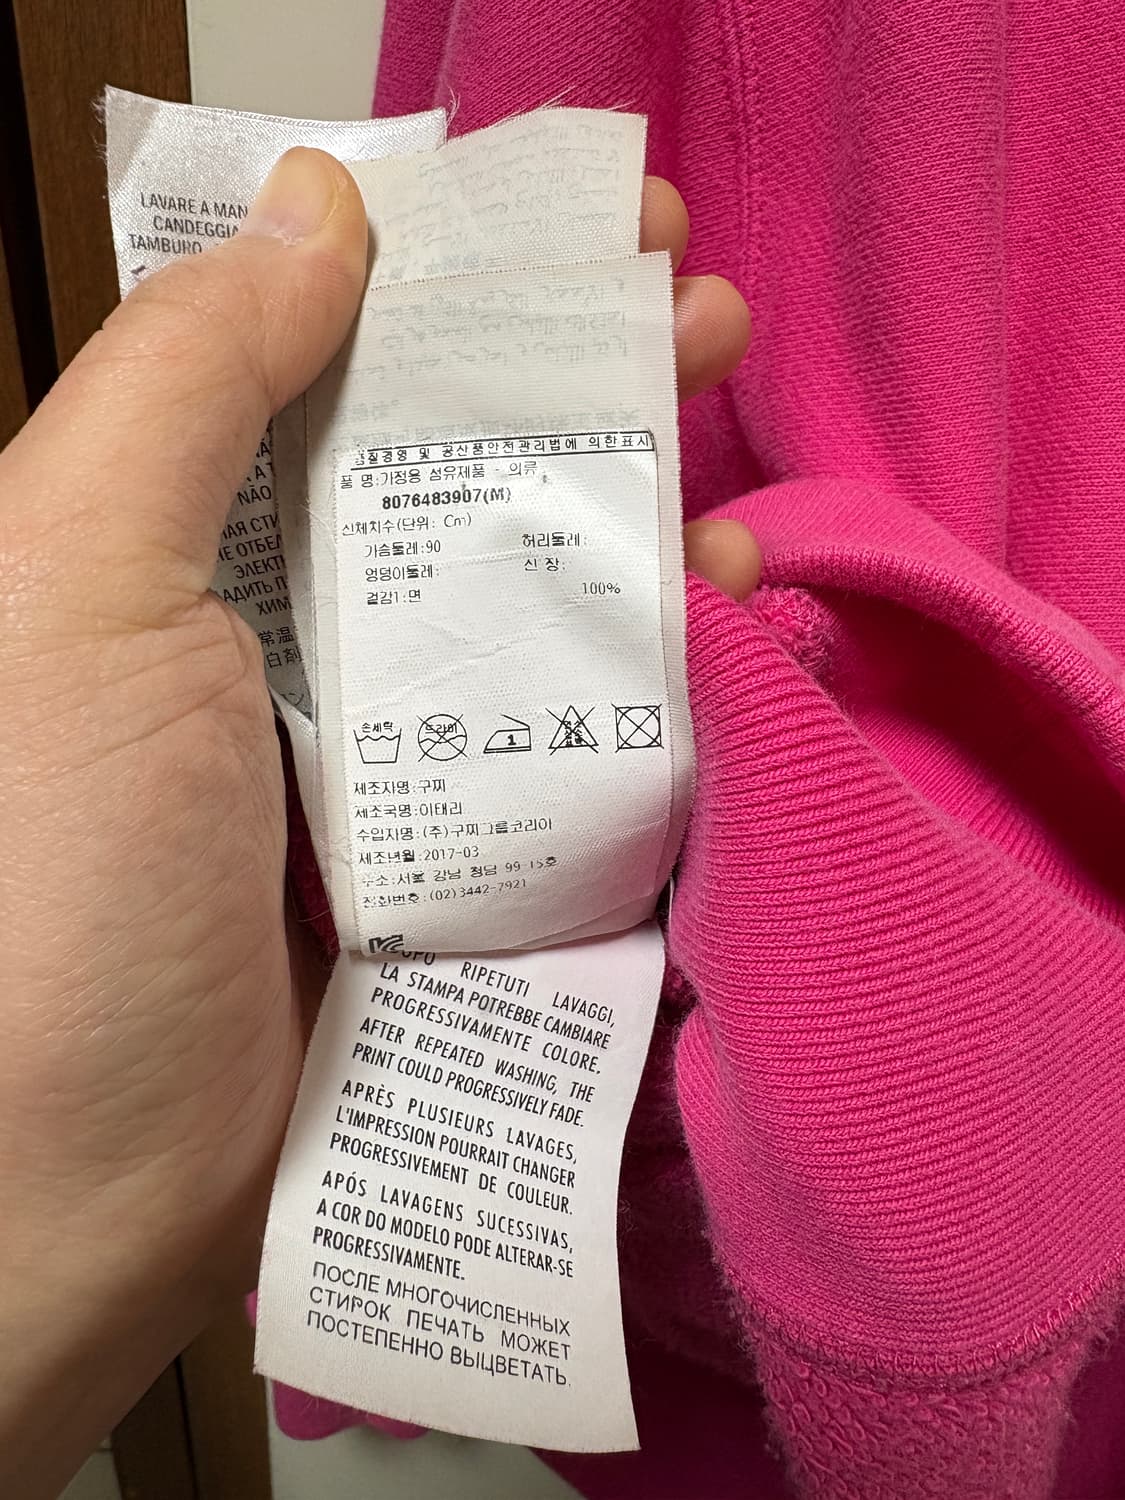 LAVARE A MAN
CANDEGGIA
TAMBURO
NÃO
ЭЛЕКТ
ХИМ
常温
白剤
품질경영 및 공산품안전관리법에 의한표시
품 명:가정용 섬유제품 - 의류
8076483907(M)
신체치수(단위: Cm)
가슴둘레:90 허리둘레:
엉덩이둘레: 신 장:
겉감1:면 100%
손세탁 드라이 1
제조자명:구찌
제조국명:이태리
수입자명:(주)구찌그룹코리아
제조년월:2017-03
주소:서울 강남 청담 99-15호
전화번호:(02)3442-7921
RIPETUTI LAVAGGI,
LA STAMPA POTREBBE CAMBIARE
PROGRESSIVAMENTE COLORE.
AFTER REPEATED WASHING, THE
PRINT COULD PROGRESSIVELY FADE.
APRÈS PLUSIEURS LAVAGES,
L'IMPRESSION POURRAIT CHANGER
PROGRESSIVEMENT DE COULEUR.
APÓS LAVAGENS SUCESSIVAS,
A COR DO MODELO PODE ALTERAR-SE
PROGRESSIVAMENTE.
ПОСЛЕ МНОГОЧИСЛЕННЫХ
СТИРОК ПЕЧАТЬ МОЖЕТ
ПОСТЕПЕННО ВЫЦВЕТАТЬ.